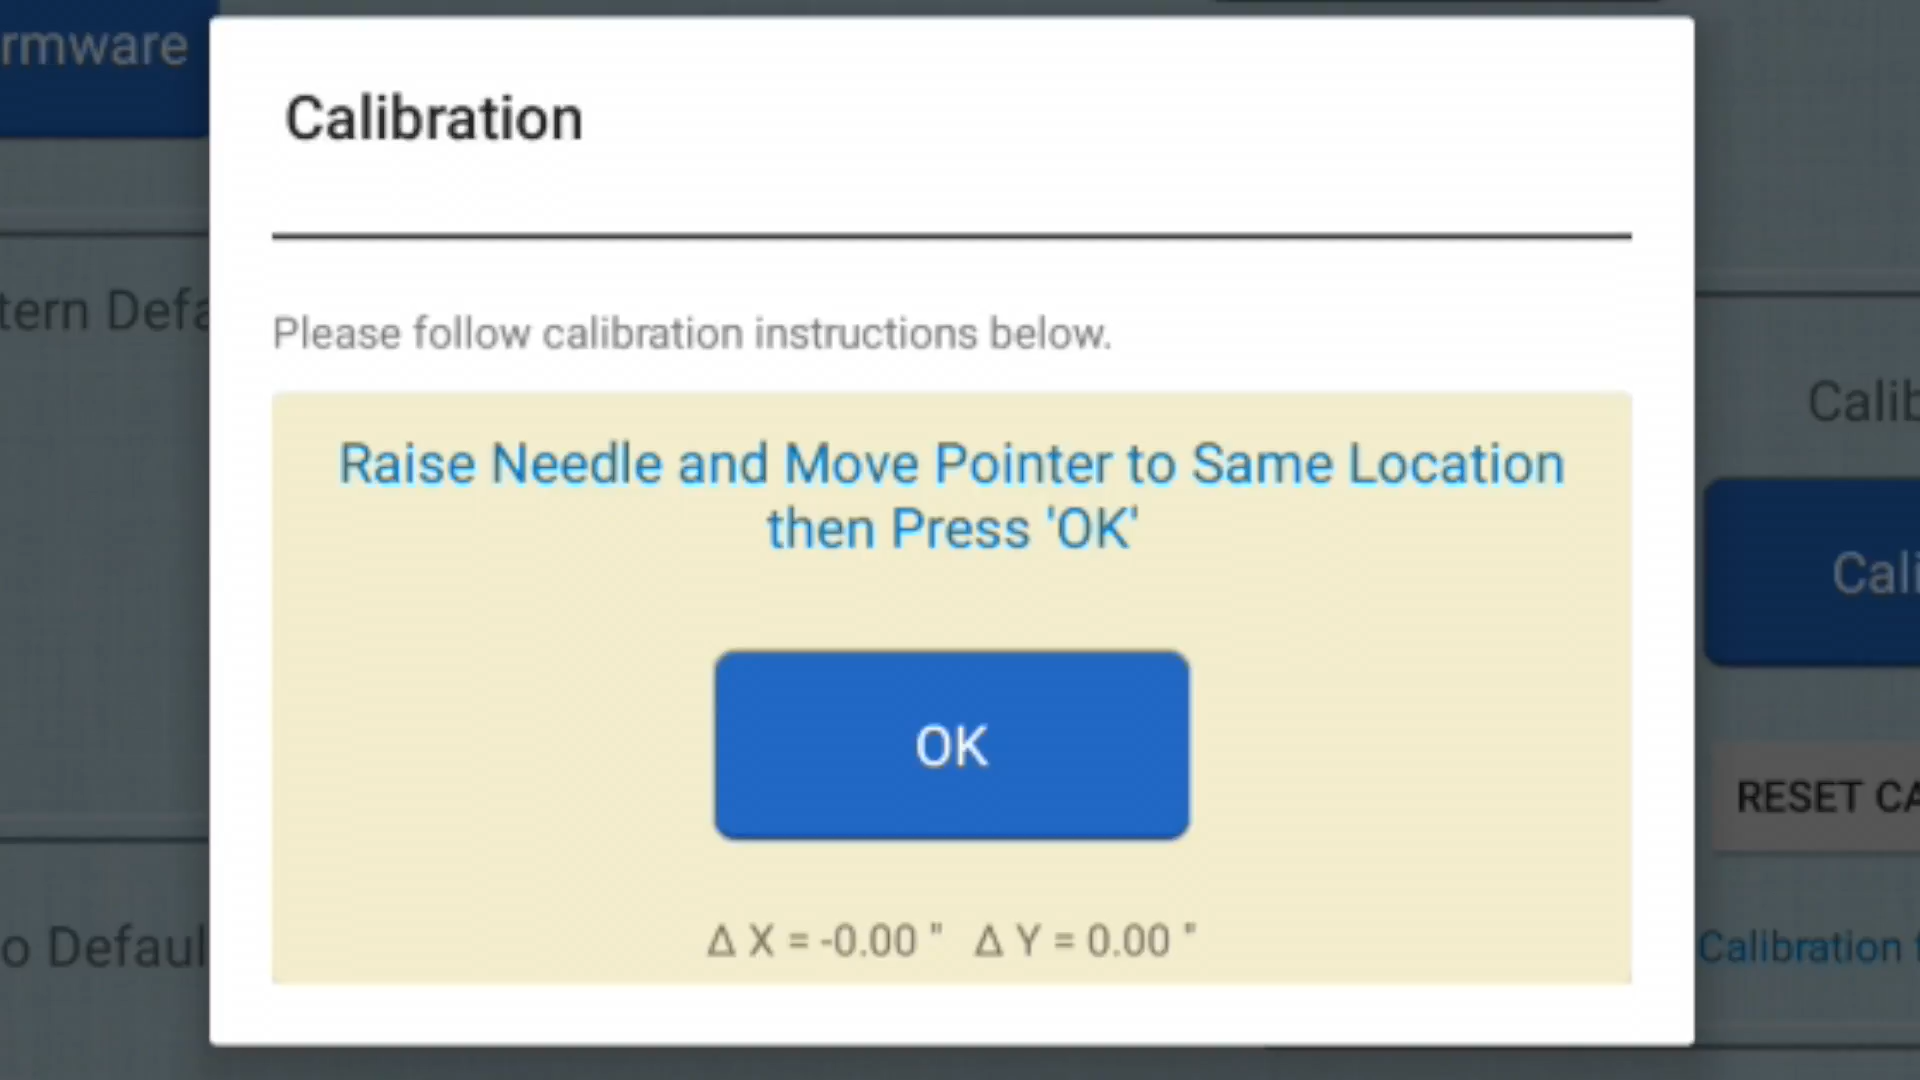 rmware
Calibration
Please follow calibration instructions below.
tern Defa
Raise Needle and Move Pointer to Same Location
then Press 'OK'
OK
Δ X = -0.00 " Δ Y = 0.00 "
o Defaul
Calib
Cali
RESET CA
Calibration f